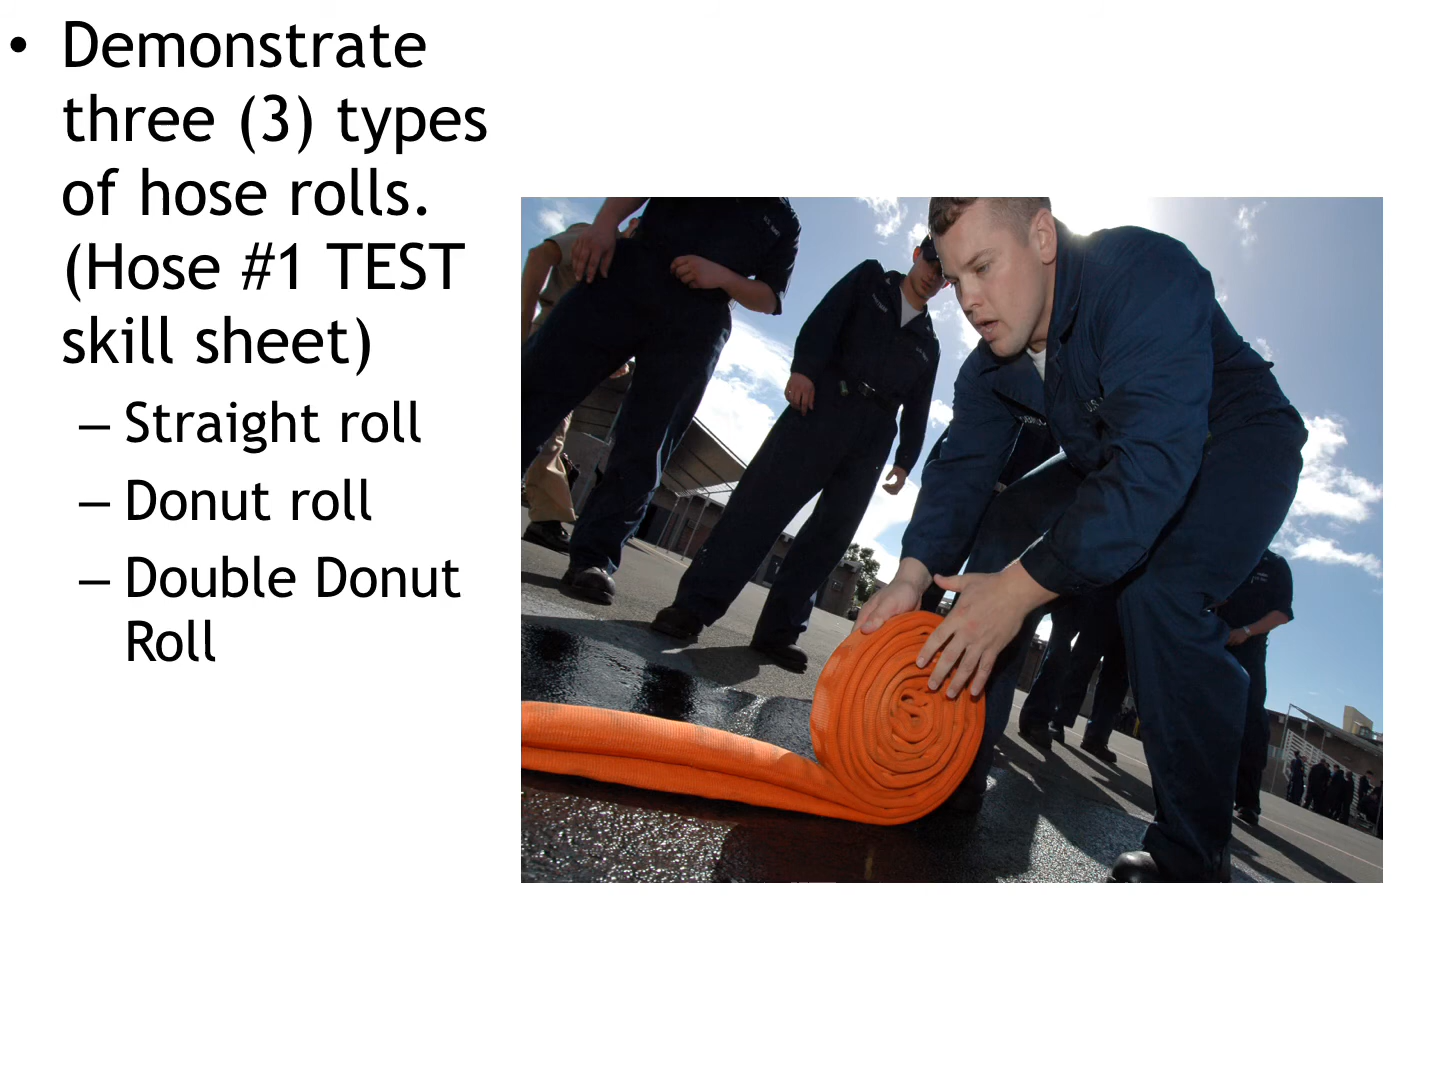 • Demonstrate
three (3) types
of hose rolls.
(Hose #1 TEST
skill sheet)
– Straight roll
– Donut roll
– Double Donut
Roll